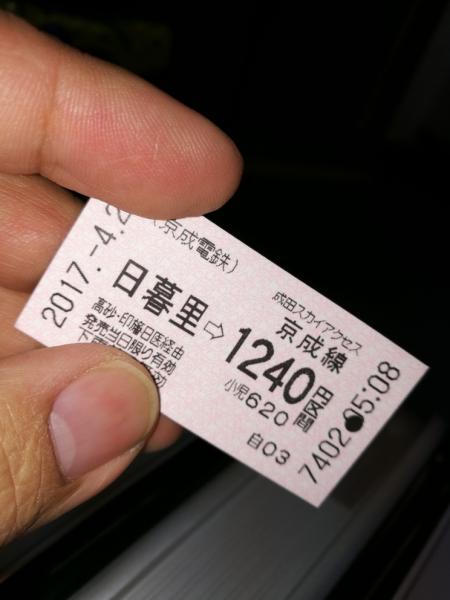 (京成電鉄)
成田スカイアクセス
京成線
日暮里⇨1240円区間
小児620
高砂・印旛日医経由
発売当日限り有効
自03
2017.-4.2
7402 05:08